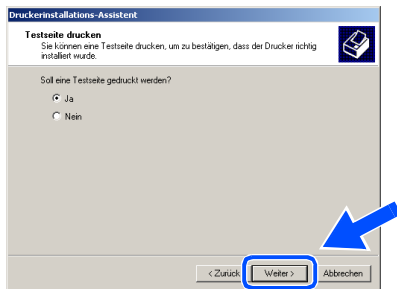 Druckerinstallations-Assistent
Testseite drucken
Sie können eine Testseite drucken, um zu bestätigen, dass der Drucker richtig
installiert wurde.
Soll eine Testseite gedruckt werden?
Ja
Nein
< Zurück
Weiter >
Abbrechen